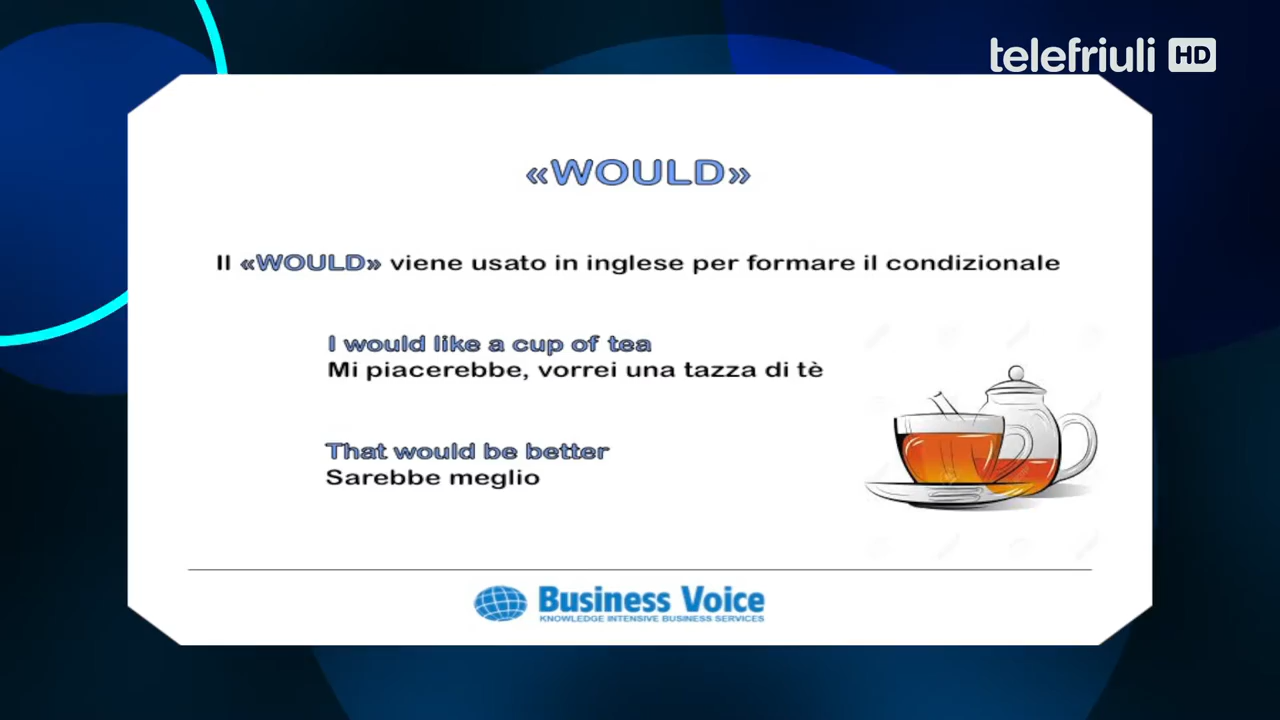 telefriuli HD
«WOULD»
Il «WOULD» viene usato in inglese per formare il condizionale
I would like a cup of tea
Mi piacerebbe, vorrei una tazza di tè
That would be better
Sarebbe meglio
Business Voice
KNOWLEDGE INTENSIVE BUSINESS SERVICES